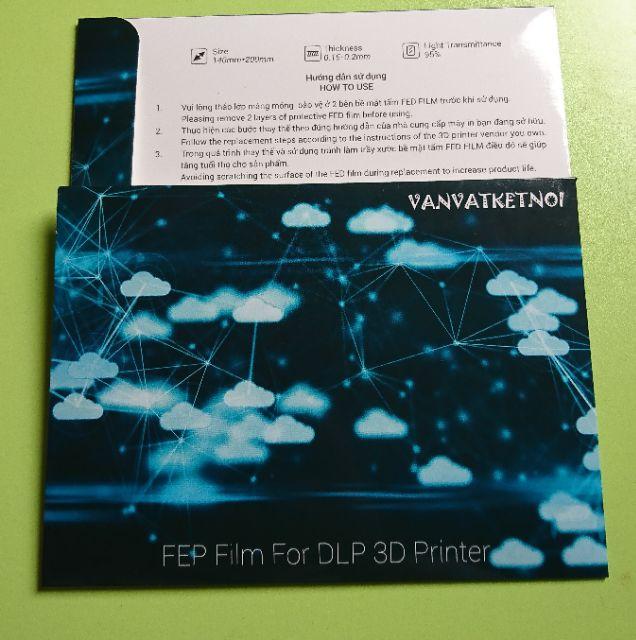 Size
140mm*200mm
Thickness
0.15-0.2mm
Light Transmittance
95%
Hướng dẫn sử dụng
HOW TO USE
1. Vui lòng tháo lớp màng mỏng bảo vệ ở 2 bên bề mặt tấm FED FILM trước khi sử dụng.
Pleasing remove 2 layers of protective FED film before using.
2. Thực hiện các bước thay thế theo đúng hướng dẫn của nhà cung cấp máy in bạn đang sở hữu.
Follow the replacement steps according to the instructions of the 3D printer vendor you own.
3. Trong quá trình thay thế và sử dụng tránh làm trầy xước bề mặt tấm FED FILM điều đó sẽ giúp
tăng tuổi thọ cho sản phẩm.
Avoiding scratching the surface of the FED film during replacement to increase product life.
VANVATKETNOI
FEP Film For DLP 3D Printer